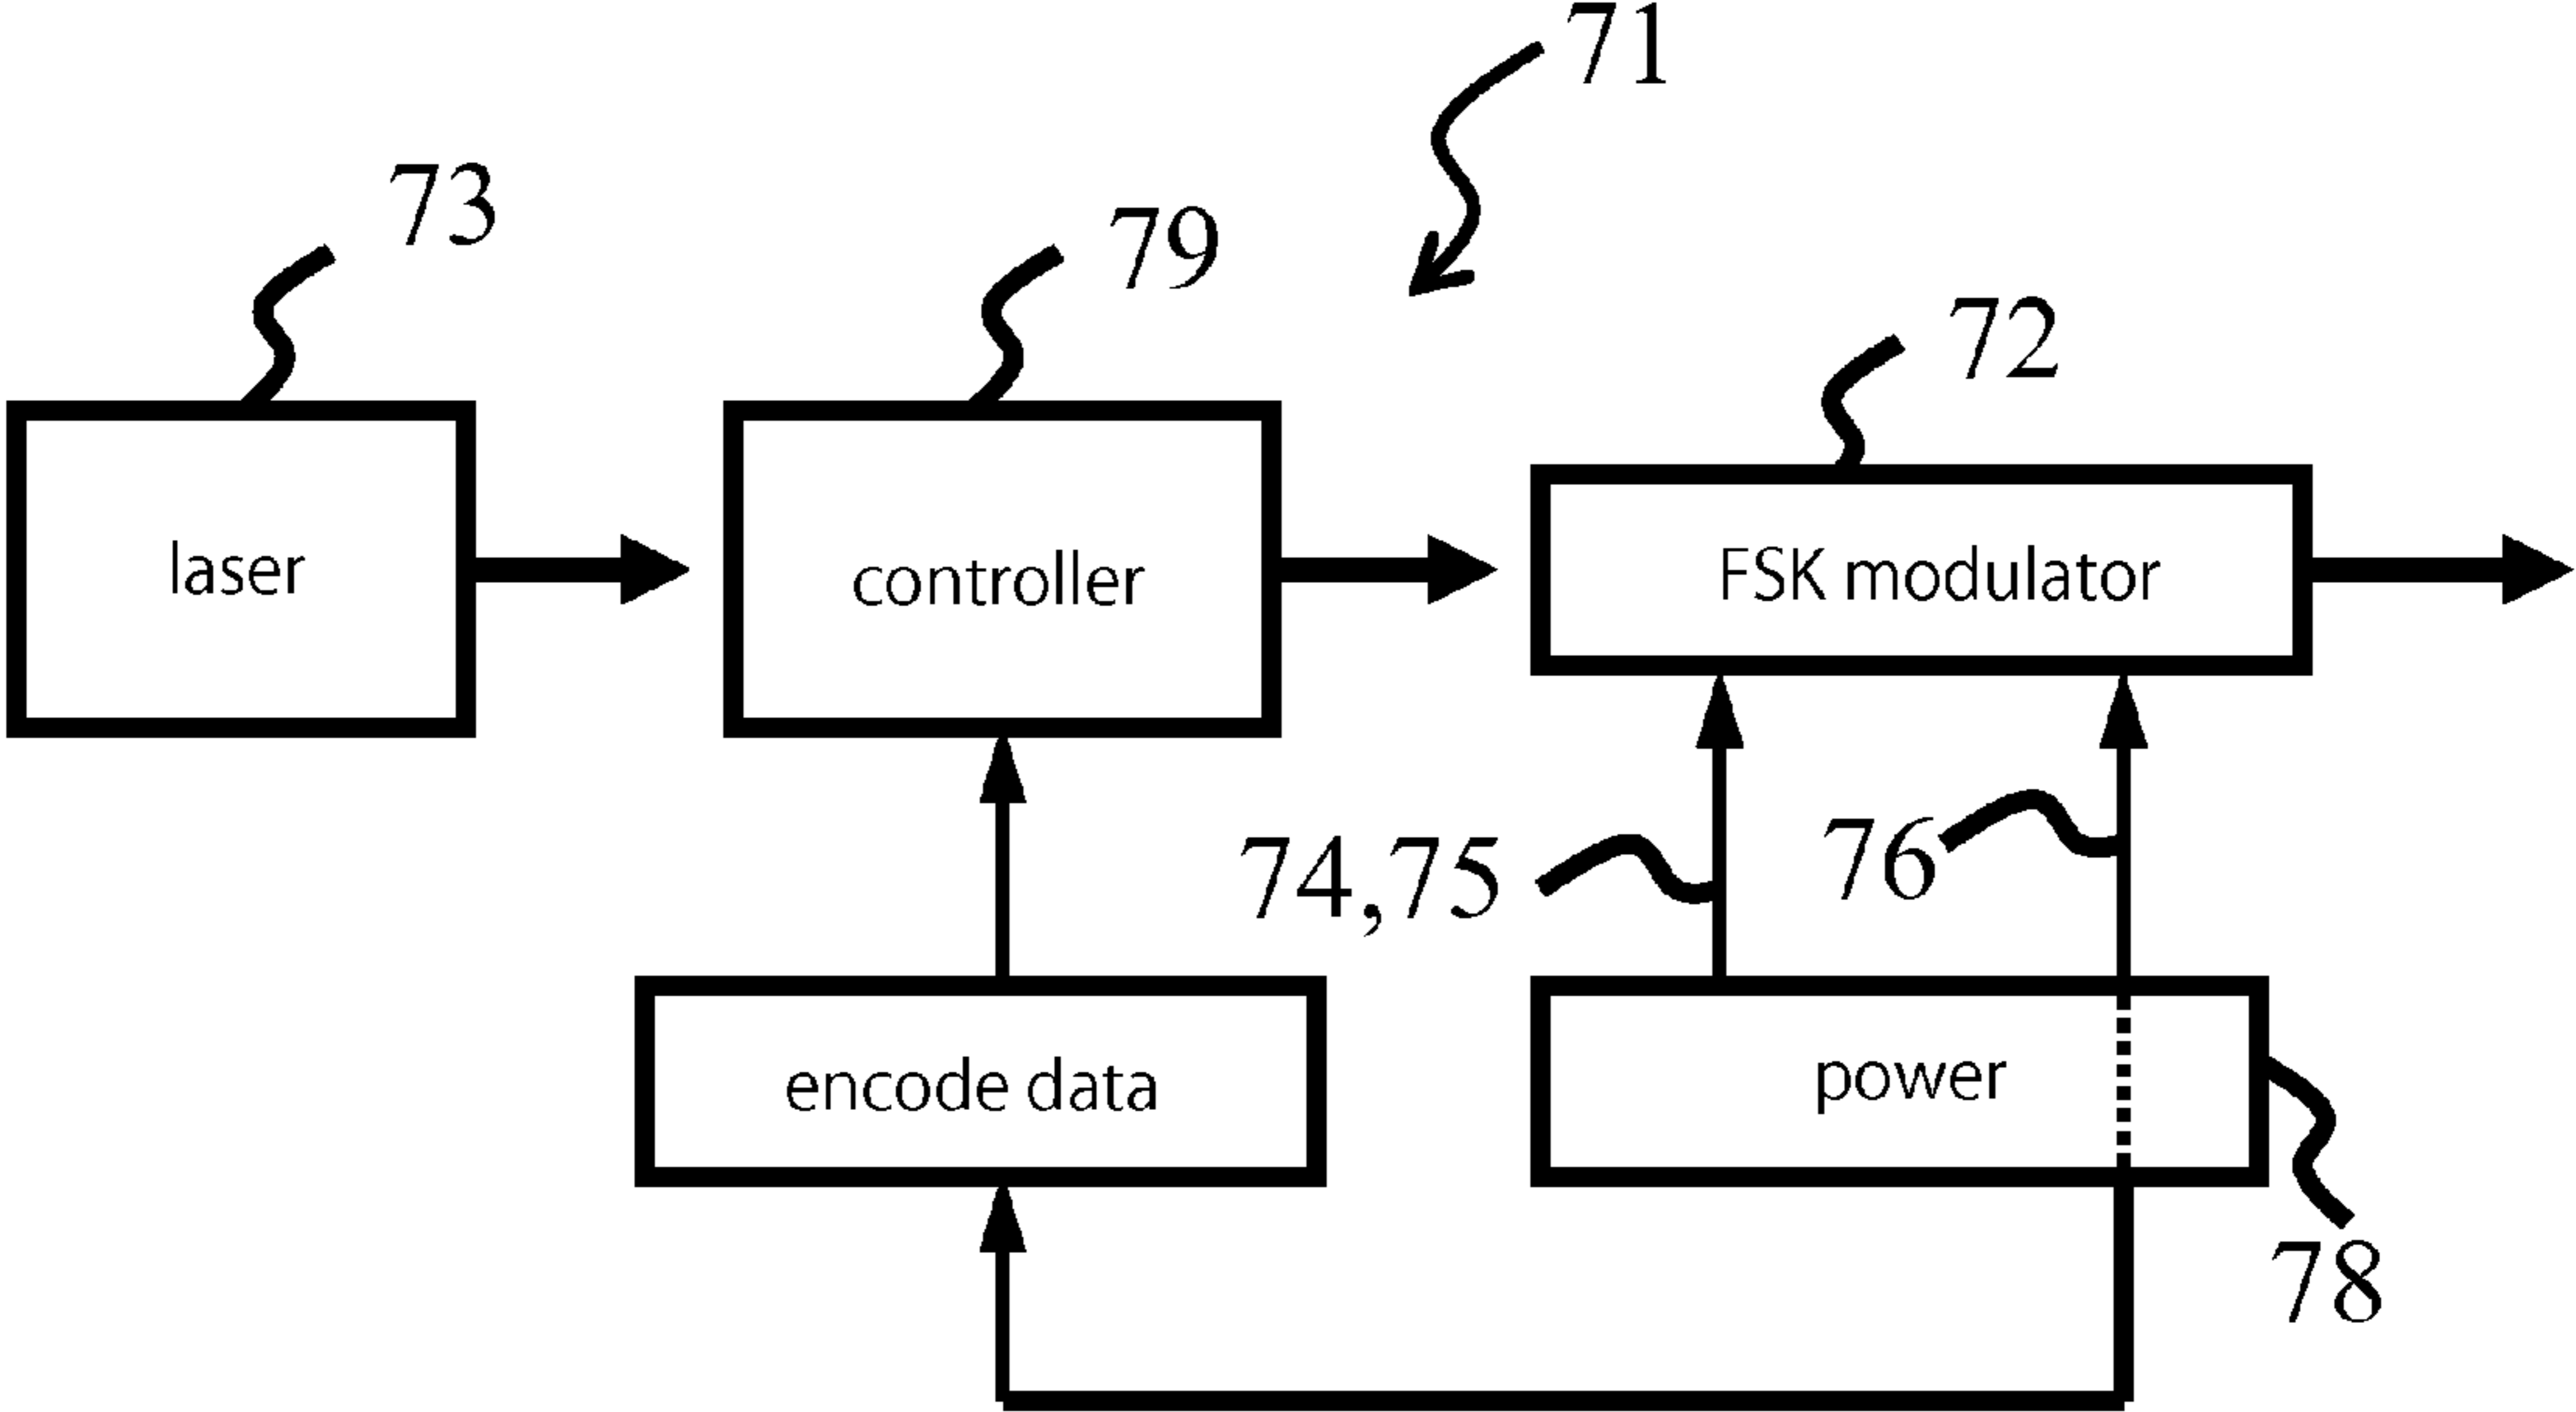 71
73
79
72
laser
controller
FSK modulator
74,75
76
encode data
power
78